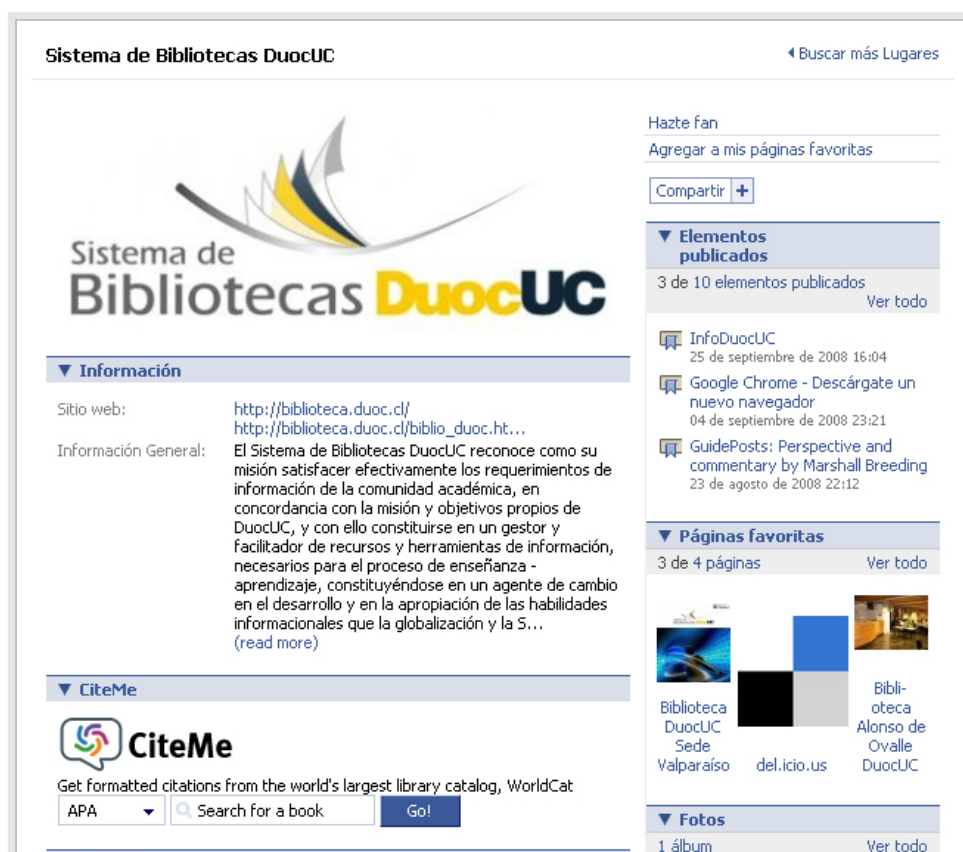 Sistema de Bibliotecas DuocUC
Buscar más Lugares
Sistema de
Bibliotecas DuocUC
Información
Sitio web:
http://biblioteca.duoc.cl/
http://biblioteca.duoc.cl/biblio_duoc.ht...
Información General:
El Sistema de Bibliotecas DuocUC reconoce como su
misión satisfacer efectivamente los requerimientos de
información de la comunidad académica, en
concordancia con la misión y objetivos propios de
DuocUC, y con ello constituirse en un gestor y
facilitador de recursos y herramientas de información,
necesarios para el proceso de enseñanza -
aprendizaje, constituyéndose en un agente de cambio
en el desarrollo y en la apropiación de las habilidades
informacionales que la globalización y la S...
(read more)
CiteMe
CiteMe
Get formatted citations from the world's largest library catalog, WorldCat
APA
Search for a book
Go!
Hazte fan
Agregar a mis páginas favoritas
Compartir +
Elementos
publicados
3 de 10 elementos publicados
Ver todo
InfoDuocUC
25 de septiembre de 2008 16:04
Google Chrome - Descárgate un
nuevo navegador
04 de septiembre de 2008 23:21
GuidePosts: Perspective and
commentary by Marshall Breeding
23 de agosto de 2008 22:12
Páginas favoritas
3 de 4 páginas
Ver todo
Biblioteca
DuocUC
Sede
Valparaíso
del.icio.us
Bibli-
oteca
Alonso de
Ovalle
DuocUC
Fotos
1 álbum
Ver todo